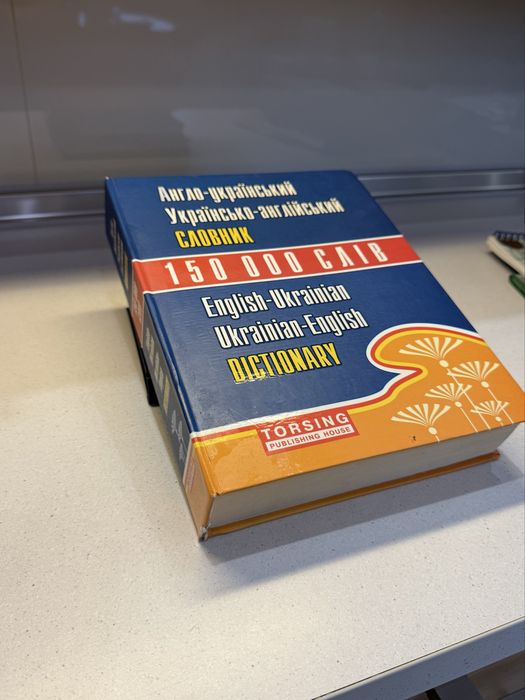 Англо-український
Українсько-англійський
СЛОВНИК
150 000 СЛІВ
English-Ukrainian
Ukrainian-English
DICTIONARY
TORSING
PUBLISHING HOUSE